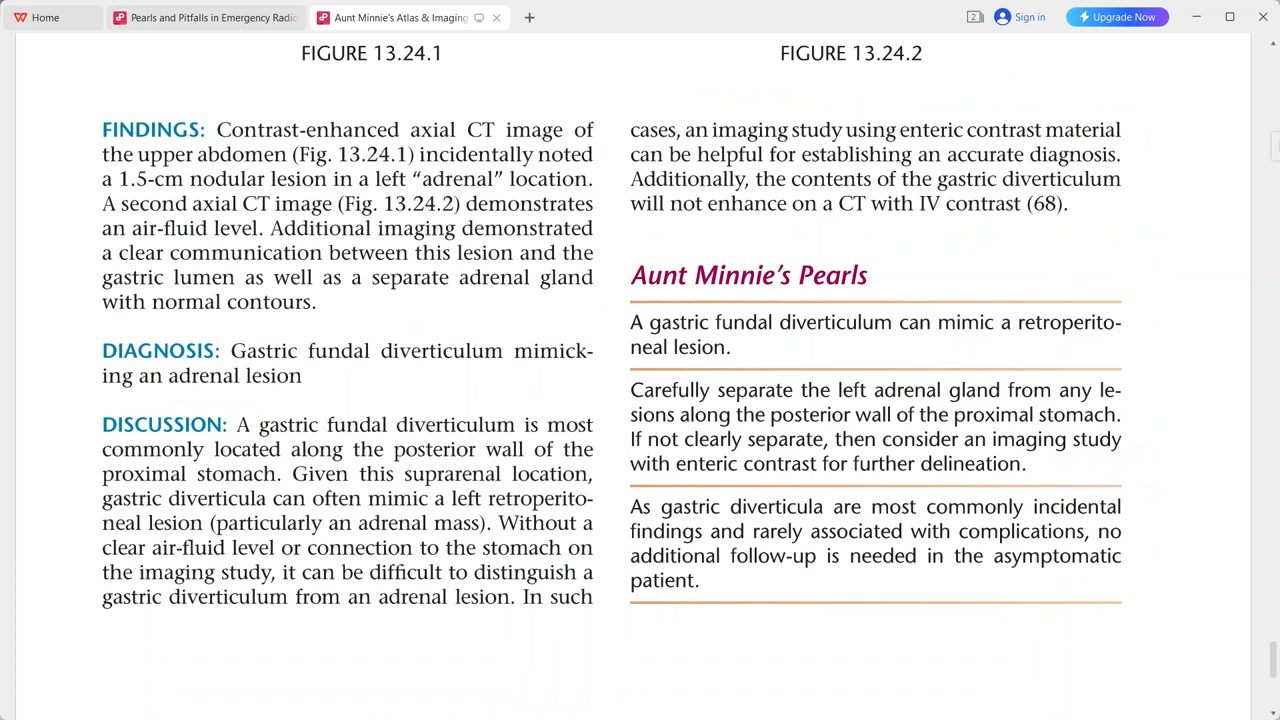 Home
Pearls and Pitfalls in Emergency Radio
Aunt Minnie's Atlas & Imaging
2
Sign in
Upgrade Now
FIGURE 13.24.1
FIGURE 13.24.2
FINDINGS: Contrast-enhanced axial CT image of
the upper abdomen (Fig. 13.24.1) incidentally noted
a 1.5-cm nodular lesion in a left “adrenal” location.
A second axial CT image (Fig. 13.24.2) demonstrates
an air-fluid level. Additional imaging demonstrated
a clear communication between this lesion and the
gastric lumen as well as a separate adrenal gland
with normal contours.
DIAGNOSIS: Gastric fundal diverticulum mimick-
ing an adrenal lesion
DISCUSSION: A gastric fundal diverticulum is most
commonly located along the posterior wall of the
proximal stomach. Given this suprarenal location,
gastric diverticula can often mimic a left retroperito-
neal lesion (particularly an adrenal mass). Without a
clear air-fluid level or connection to the stomach on
the imaging study, it can be difficult to distinguish a
gastric diverticulum from an adrenal lesion. In such
cases, an imaging study using enteric contrast material
can be helpful for establishing an accurate diagnosis.
Additionally, the contents of the gastric diverticulum
will not enhance on a CT with IV contrast (68).
Aunt Minnie’s Pearls
A gastric fundal diverticulum can mimic a retroperito-
neal lesion.
Carefully separate the left adrenal gland from any le-
sions along the posterior wall of the proximal stomach.
If not clearly separate, then consider an imaging study
with enteric contrast for further delineation.
As gastric diverticula are most commonly incidental
findings and rarely associated with complications, no
additional follow-up is needed in the asymptomatic
patient.